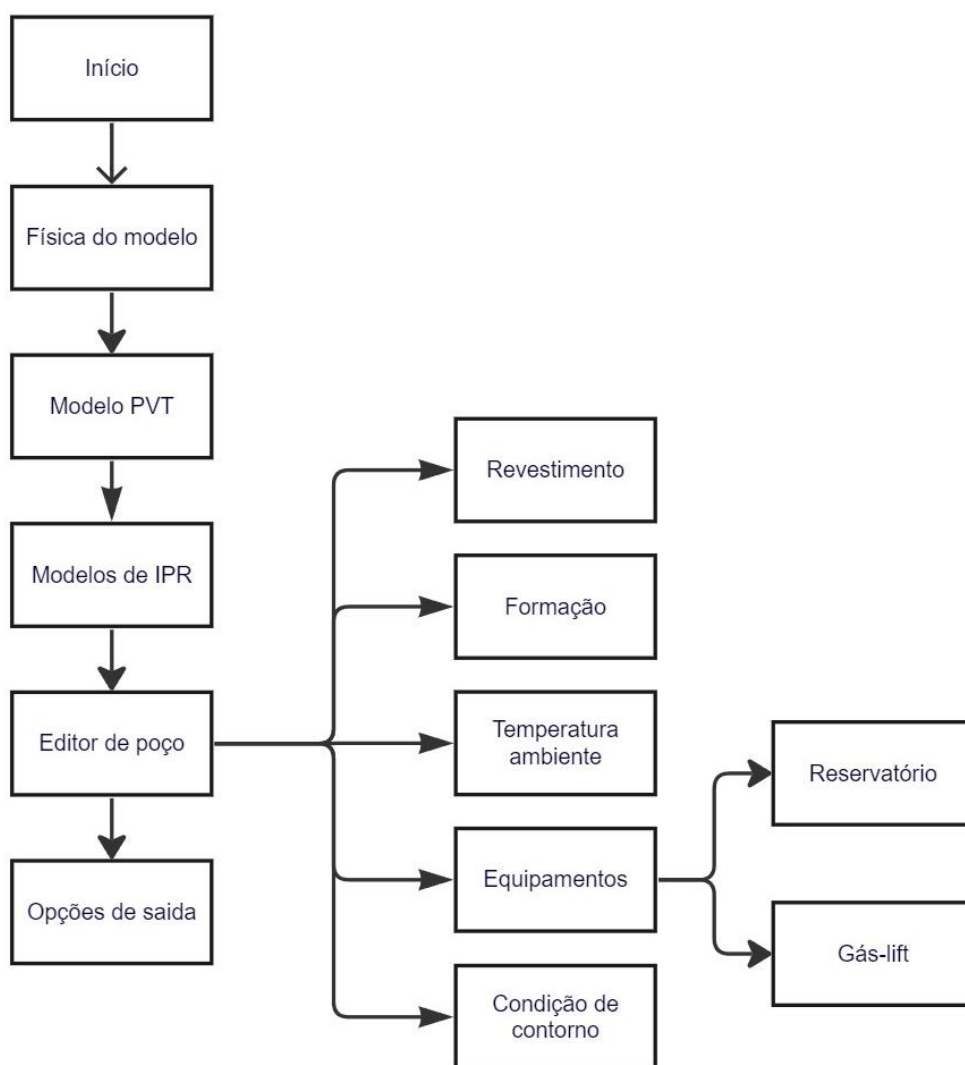 Início
Física do modelo
Modelo PVT
Modelos de IPR
Editor de poço
Opções de saida
Revestimento
Formação
Temperatura
ambiente
Equipamentos
Condição de
contorno
Reservatório
Gás-lift